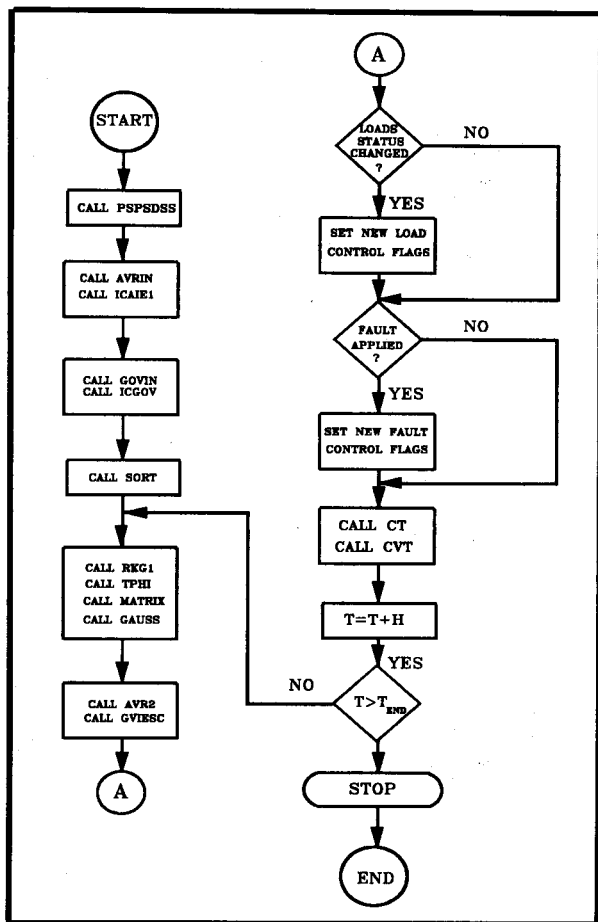 START
CALL PSPSDSS
CALL AVRIN
CALL ICAIE1
CALL GOVIN
CALL ICGOV
CALL SORT
CALL RKG1
CALL TPHI
CALL MATRIX
CALL GAUSS
CALL AVR2
CALL GVIESC
A
A
LOADS'
STATUS
CHANGED
?
NO
YES
SET NEW LOAD
CONTROL FLAGS
FAULT
APPLIED
?
NO
YES
SET NEW FAULT
CONTROL FLAGS
CALL CT
CALL CVT
T=T+H
YES
NO
T>T END
STOP
END